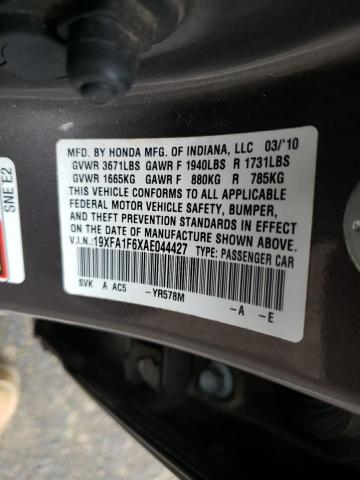 MFD. BY HONDA MFG. OF INDIANA, LLC 03/'10
GVWR 3671LBS GAWR F 1940LBS R 1731LBS
GVWR 1665KG GAWR F 880KG R 785KG
THIS VEHICLE CONFORMS TO ALL APPLICABLE
FEDERAL MOTOR VEHICLE SAFETY, BUMPER,
AND THEFT PREVENTION STANDARDS IN EFFECT
ON THE DATE OF MANUFACTURE SHOWN ABOVE.
V.I.N.:19XFA1F6XAE044427 TYPE: PASSENGER CAR
SVK A AC5 -YR578M -A -E
SNE E2